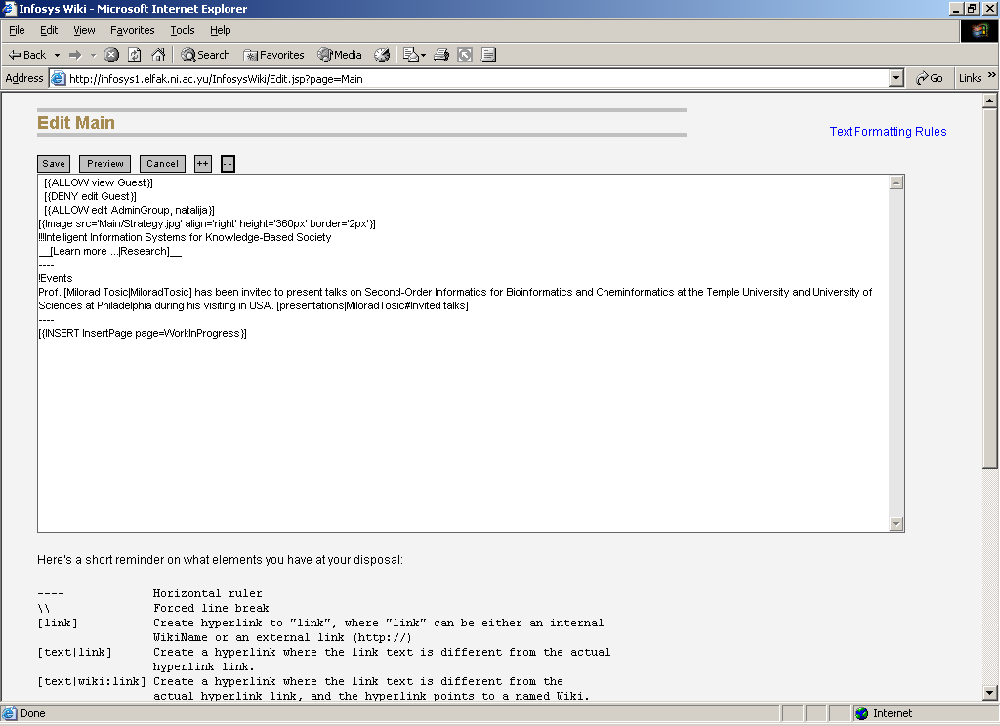 Infosys Wiki - Microsoft Internet Explorer
File Edit View Favorites Tools Help
Back Search Favorites Media
Address http://infosys1.elfak.ni.ac.yu/InfosysWiki/Edit.jsp?page=Main Go Links »
Edit Main
Text Formatting Rules
Save Preview Cancel ++ --
[{ALLOW view Guest}]
[{DENY edit Guest}]
[{ALLOW edit AdminGroup, natalija}]
[{Image src='Main/Strategy.jpg' align='right' height='360px' border='2px'}]
!!!Intelligent Information Systems for Knowledge-Based Society
__[Learn more ...|Research]__
----
!Events
Prof. [Milorad Tosic|MiloradTosic] has been invited to present talks on Second-Order Informatics for Bioinformatics and Cheminformatics at the Temple University and University of
Sciences at Philadelphia during his visiting in USA. [presentations|MiloradTosic#Invited talks]
----
[{INSERT InsertPage page=WorkInProgress}]
Here's a short reminder on what elements you have at your disposal:
---- Horizontal ruler
\\ Forced line break
[link] Create hyperlink to "link", where "link" can be either an internal
WikiName or an external link (http://)
[text|link] Create a hyperlink where the link text is different from the actual
hyperlink link.
[text|wiki:link] Create a hyperlink where the link text is different from the
actual hyperlink link, and the hyperlink points to a named Wiki.
Done Internet